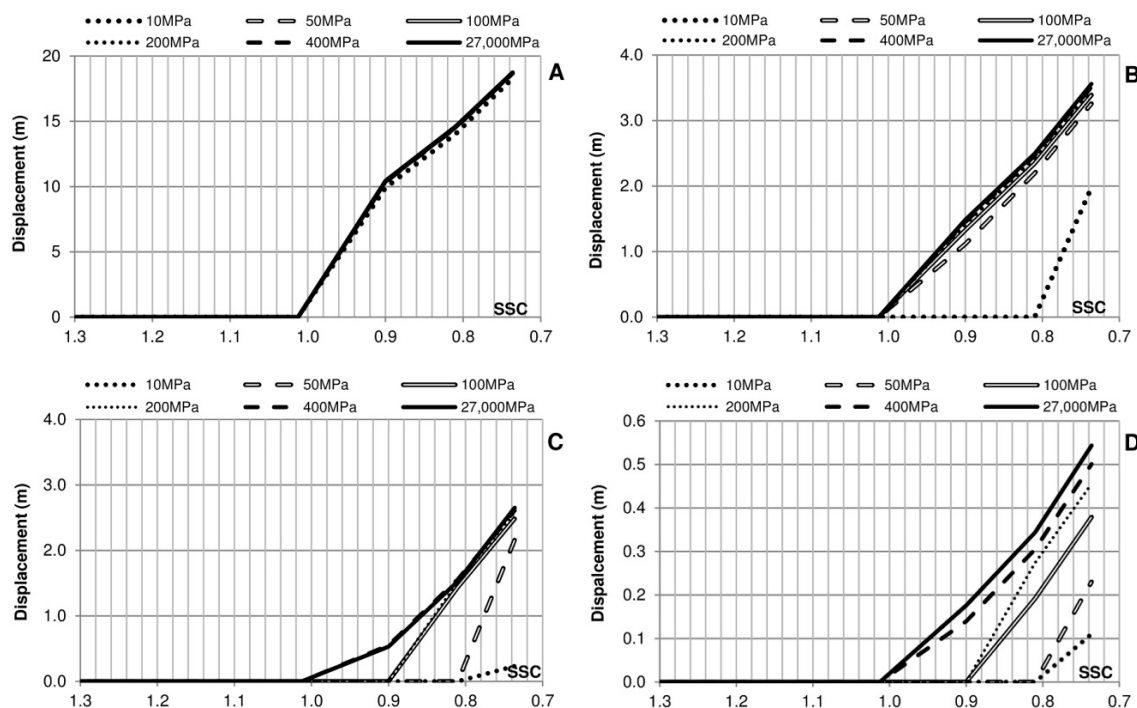 10MPa 50MPa 100MPa
200MPa 400MPa 27,000MPa
A
20
15
10
5
0
Displacement (m)
SSC
1.3 1.2 1.1 1.0 0.9 0.8 0.7
10MPa 50MPa 100MPa
200MPa 400MPa 27,000MPa
B
4.0
3.0
2.0
1.0
0.0
Displacement (m)
SSC
1.3 1.2 1.1 1.0 0.9 0.8 0.7
10MPa 50MPa 100MPa
200MPa 400MPa 27,000MPa
C
4.0
3.0
2.0
1.0
0.0
Displacement (m)
SSC
1.3 1.2 1.1 1.0 0.9 0.8 0.7
10MPa 50MPa 100MPa
200MPa 400MPa 27,000MPa
D
0.6
0.5
0.4
0.3
0.2
0.1
0.0
Dispalcement (m)
SSC
1.3 1.2 1.1 1.0 0.9 0.8 0.7